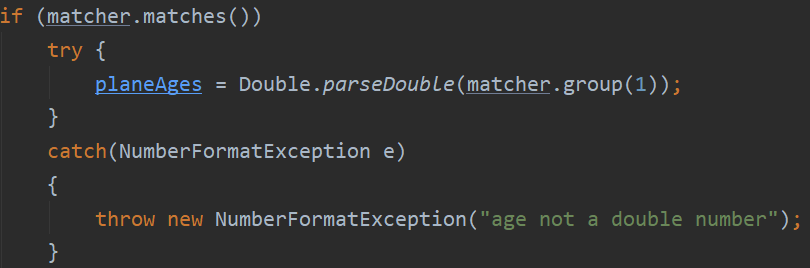 if (matcher.matches())
try {
planeAges = Double.parseDouble(matcher.group(1));
}
catch(NumberFormatException e)
{
throw new NumberFormatException("age not a double number");
}